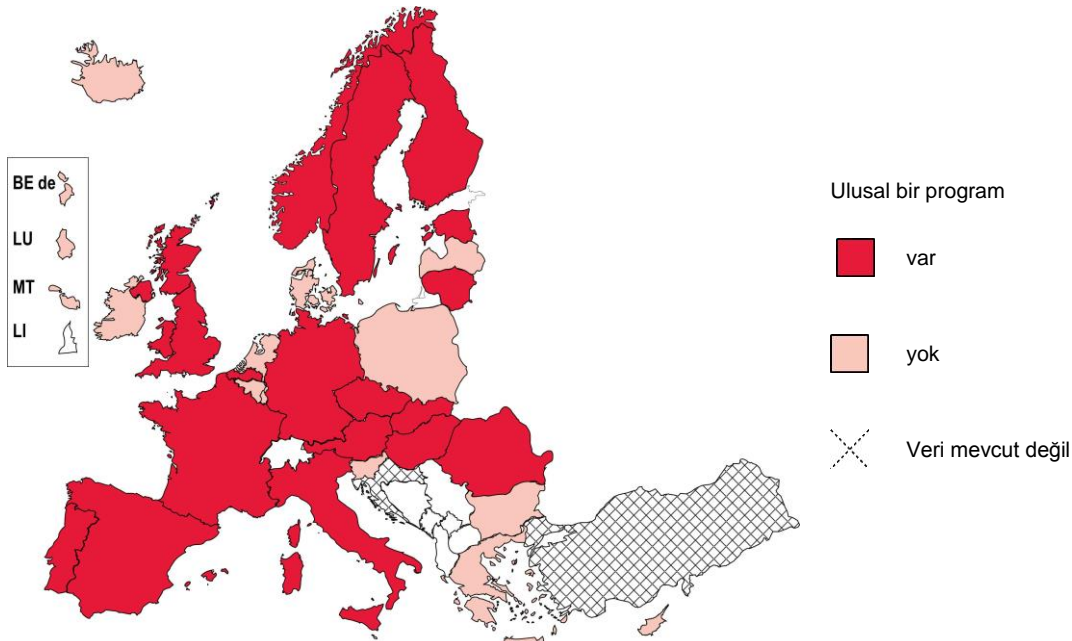 BE de
LU
MT
LI
Ulusal bir program
var
yok
Veri mevcut değil